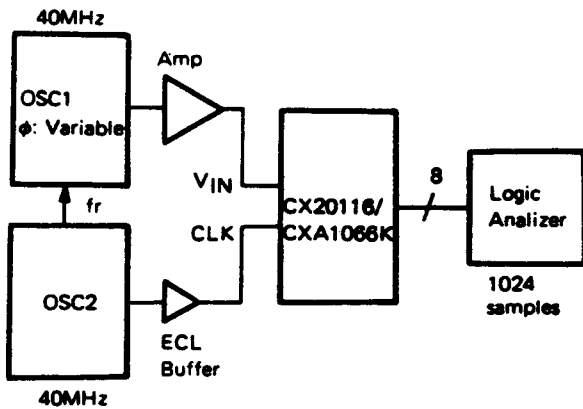 40MHz
OSC1
φ: Variable
Amp
fr
OSC2
40MHz
ECL
Buffer
VIN
CLK
CX20116/
CXA1066K
8
Logic
Analizer
1024
samples